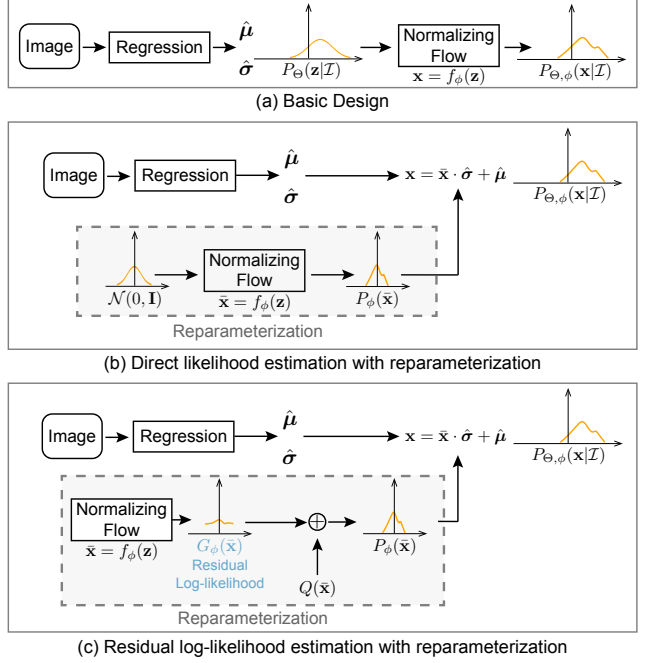 Image
Regression
μ̂
σ̂
P_Θ(z|I)
Normalizing
Flow
x = f_ϕ(z)
P_Θ,ϕ(x|I)
(a) Basic Design
Image
Regression
μ̂
σ̂
x = x̄ · σ̂ + μ̂
P_Θ,ϕ(x|I)
N(0, I)
Normalizing
Flow
x̄ = f_ϕ(z)
P_ϕ(x̄)
Reparameterization
(b) Direct likelihood estimation with reparameterization
Image
Regression
μ̂
σ̂
x = x̄ · σ̂ + μ̂
P_Θ,ϕ(x|I)
Normalizing
Flow
x̄ = f_ϕ(z)
G_ϕ(x̄)
Residual
Log-likelihood
Q(x̄)
P_ϕ(x̄)
Reparameterization
(c) Residual log-likelihood estimation with reparameterization